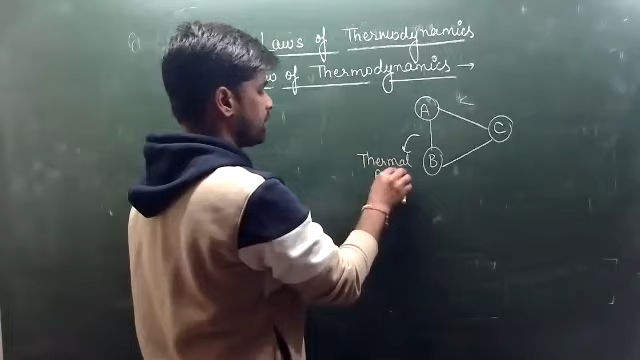 Laws of Thermodynamics
of Thermodynamics →
A
C
Thermal
B